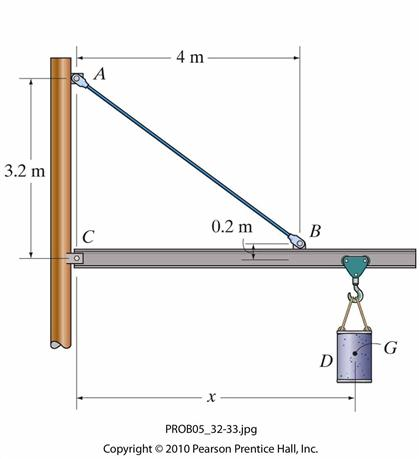 4 m
A
3.2 m
0.2 m
B
C
D
G
x
PROB05_32-33.jpg
Copyright © 2010 Pearson Prentice Hall, Inc.